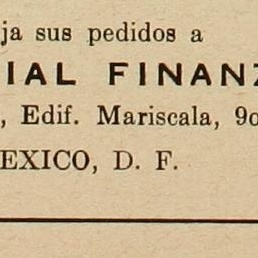 ja sus pedidos a
IAL FINANZ
, Edif. Mariscala, 9o
EXICO, D. F.